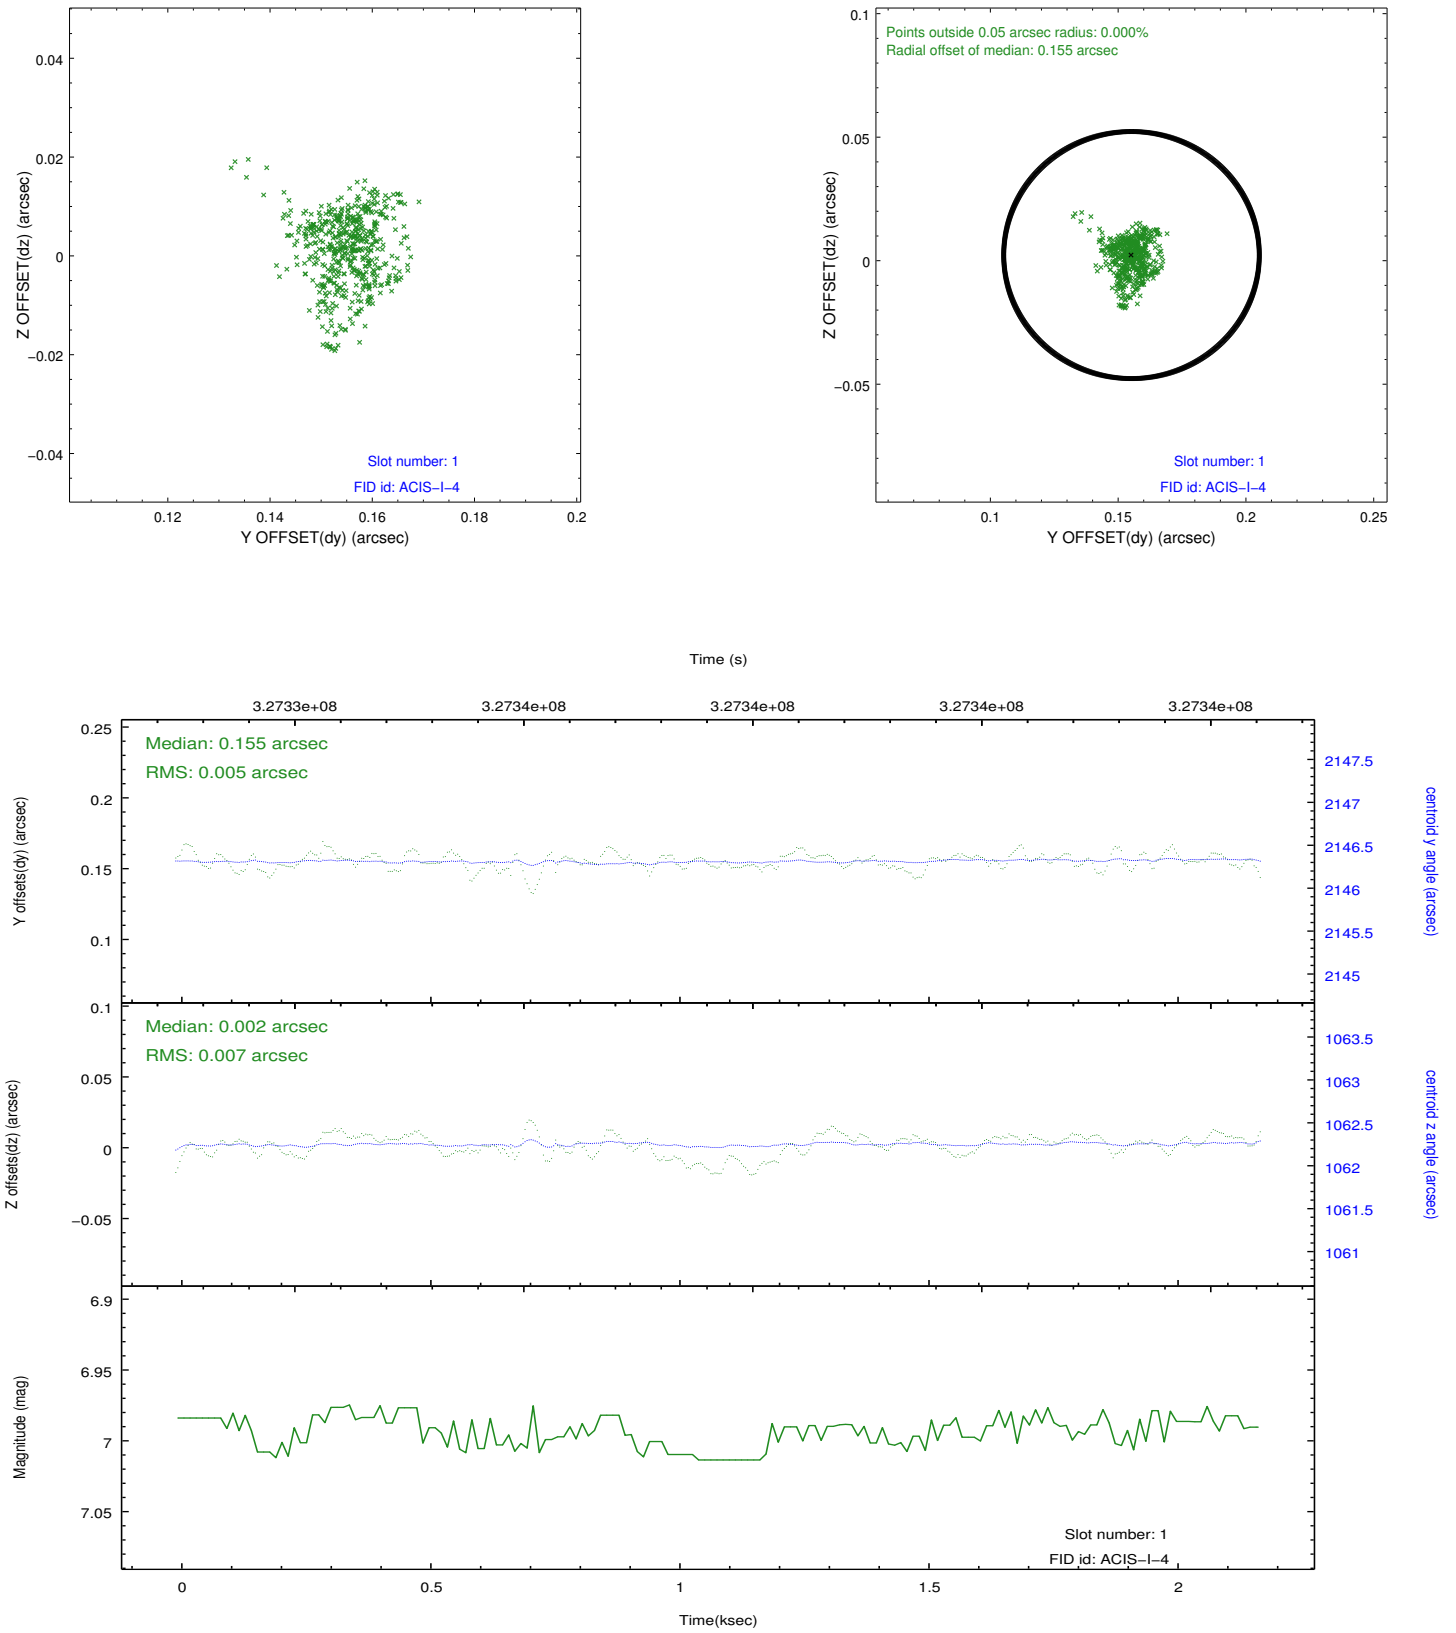 0.04
0.02
0
−0.02
−0.04
Z OFFSET(dz) (arcsec)
Slot number: 1
FID id: ACIS−I−4
0.12 0.14 0.16 0.18 0.2
Y OFFSET(dy) (arcsec)
Points outside 0.05 arcsec radius: 0.000%
Radial offset of median: 0.155 arcsec
0.1
0.05
0
−0.05
Z OFFSET(dz) (arcsec)
Slot number: 1
FID id: ACIS−I−4
0.1 0.15 0.2 0.25
Y OFFSET(dy) (arcsec)
Time (s)
3.2733e+08 3.2734e+08 3.2734e+08 3.2734e+08 3.2734e+08
Median: 0.155 arcsec
RMS: 0.005 arcsec
0.25
0.2
0.15
0.1
Y offsets(dy) (arcsec)
2147.5
2147
2146.5
2146
2145.5
2145
centroid y angle (arcsec)
Median: 0.002 arcsec
RMS: 0.007 arcsec
0.1
0.05
0
−0.05
Z offsets(dz) (arcsec)
1063.5
1063
1062.5
1062
1061.5
1061
centroid z angle (arcsec)
6.9
6.95
7
7.05
Magnitude (mag)
Slot number: 1
FID id: ACIS−I−4
0 0.5 1 1.5 2
Time(ksec)